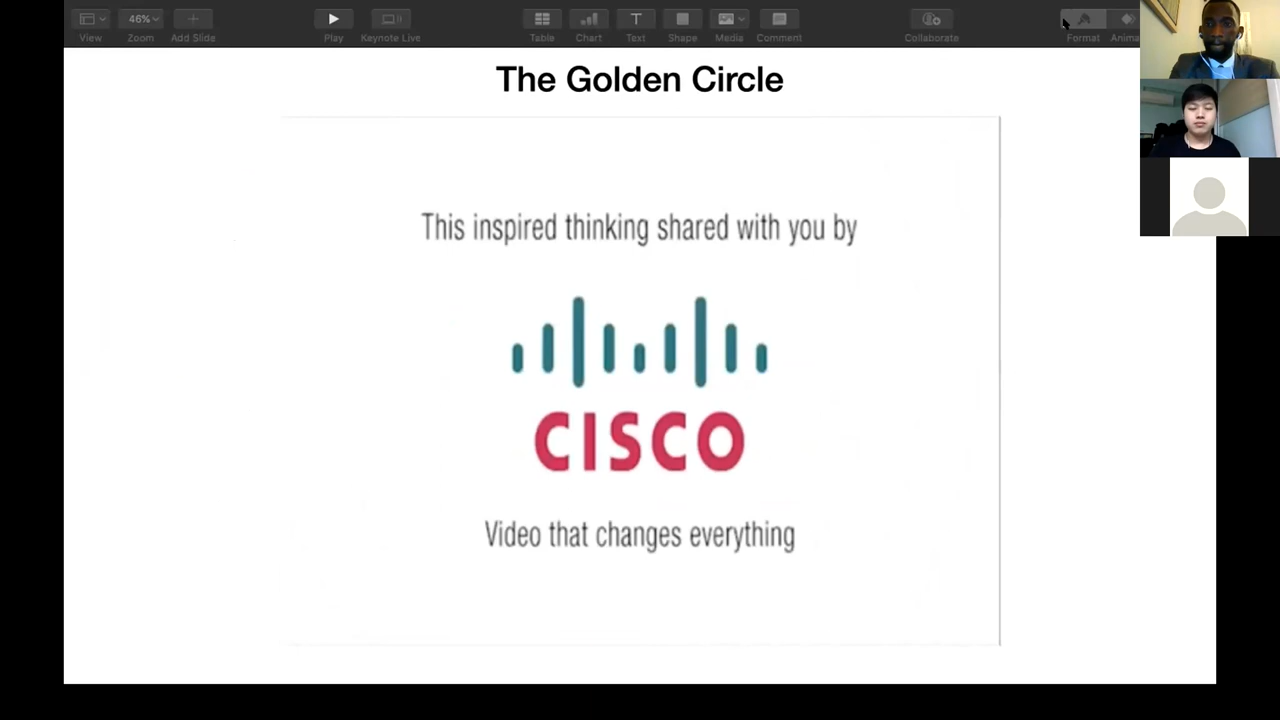 46%
View
Zoom
Add Slide
Play
Keynote Live
Table
Chart
Text
Shape
Media
Comment
Collaborate
Format
Anima
The Golden Circle
This inspired thinking shared with you by
CISCO
Video that changes everything